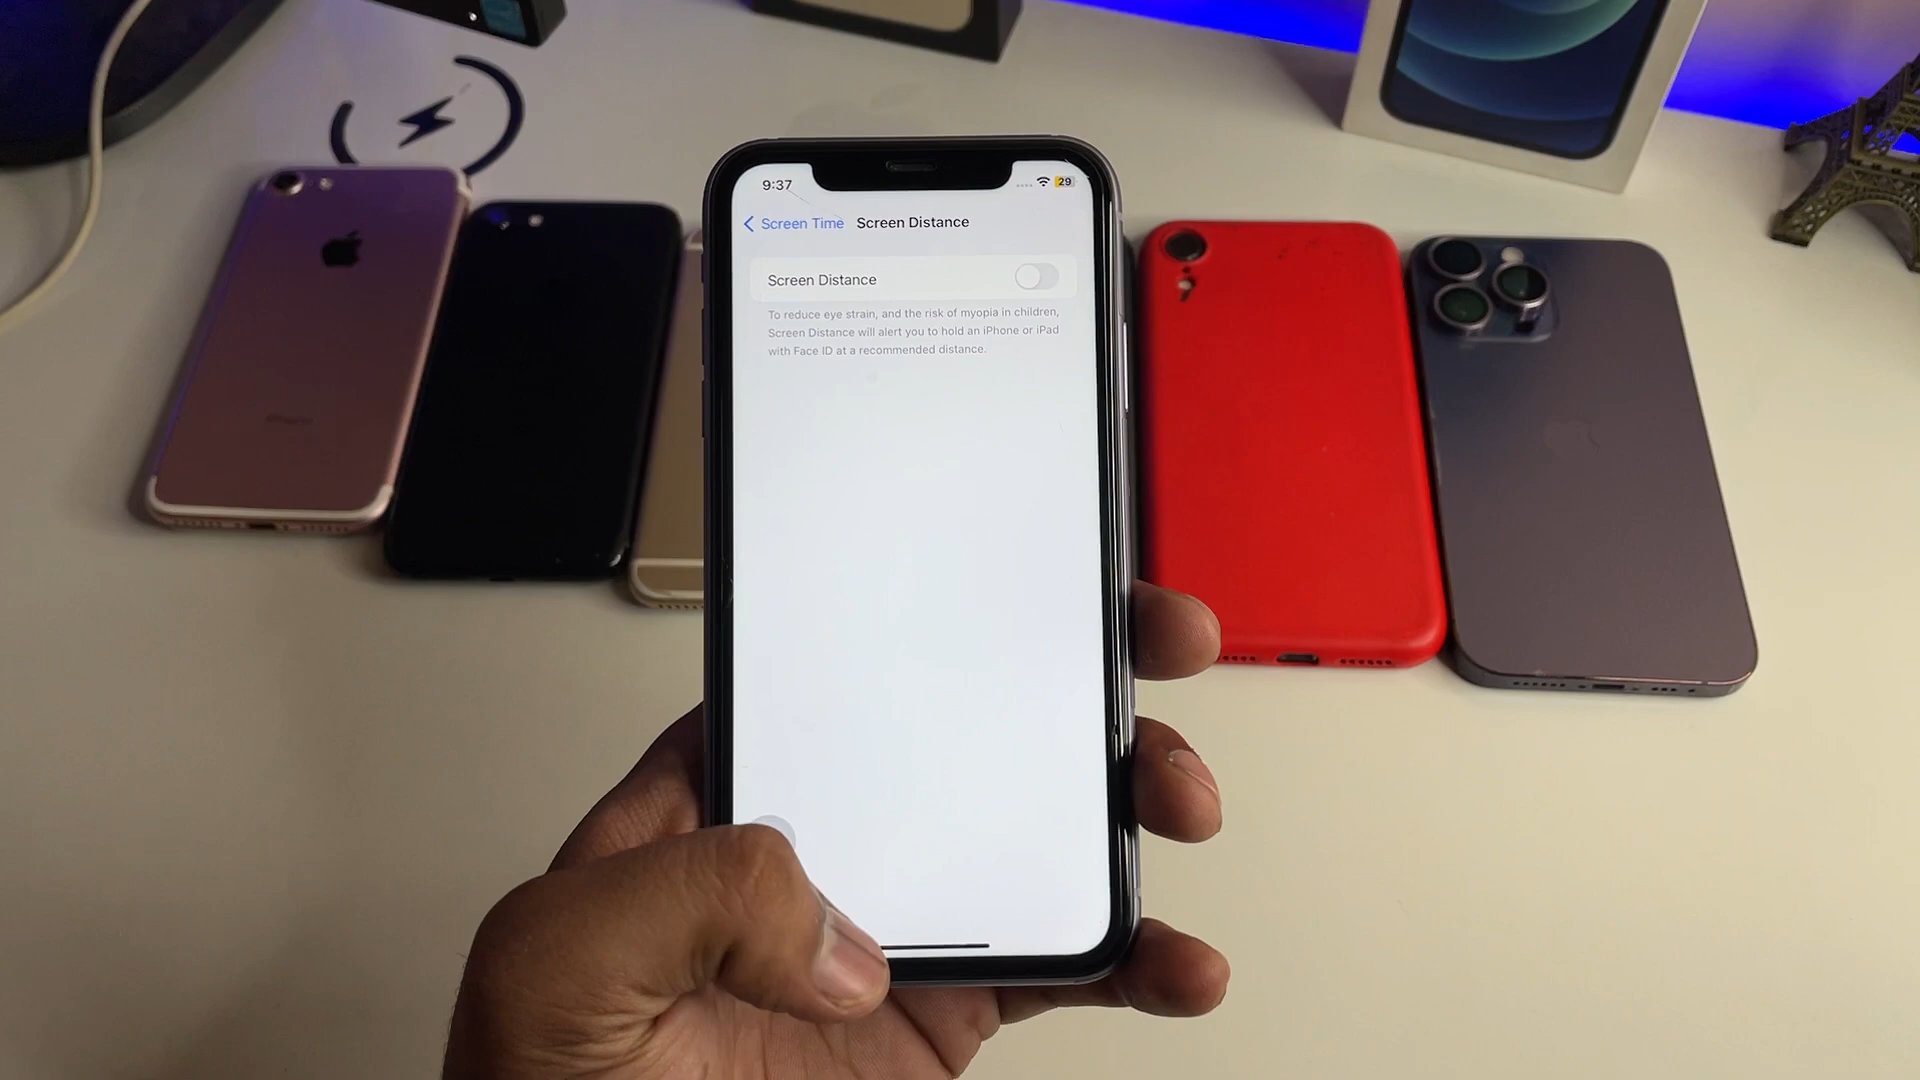 9:37
29
Screen Time
Screen Distance
Screen Distance
To reduce eye strain, and the risk of myopia in children,
Screen Distance will alert you to hold an iPhone or iPad
with Face ID at a recommended distance.
iPhone